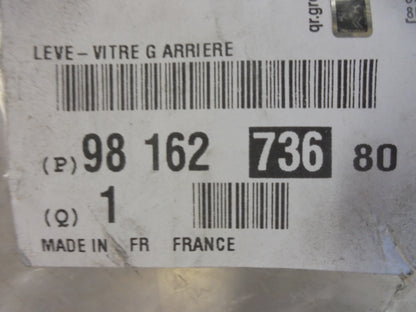 LEVE-VITRE G ARRIERE
(P) 98 162 736 80
(Q) 1
MADE IN FR FRANCE